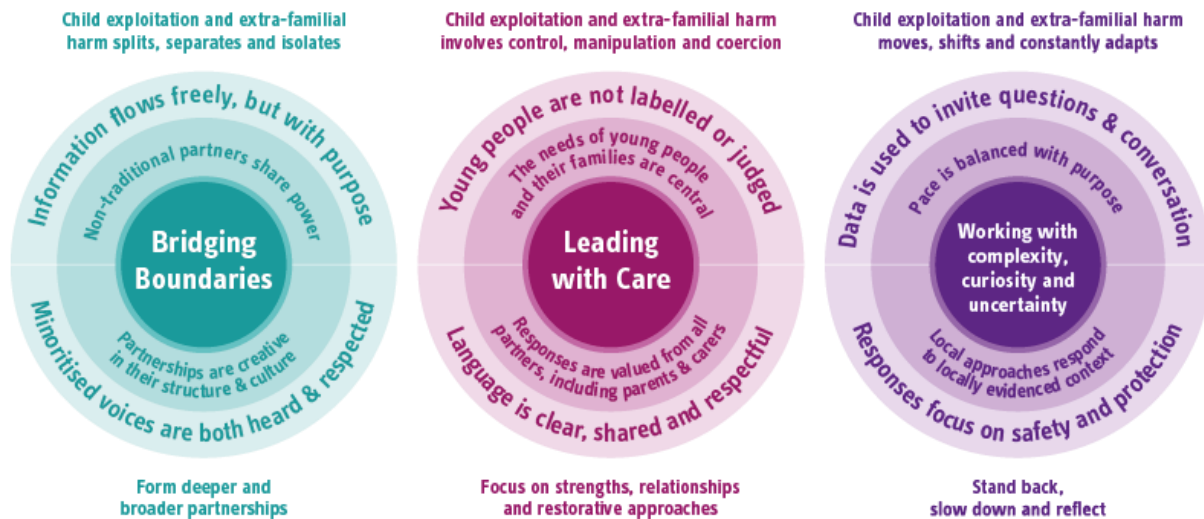 Child exploitation and extra-familial
harm splits, separates and isolates
Information flows freely, but with purpose
Non-traditional partners share power
Bridging
Boundaries
Partnerships are creative
in their structure & culture
Minoritised voices are both heard & respected
Form deeper and
broader partnerships
Child exploitation and extra-familial harm
involves control, manipulation and coercion
Young people are not labelled or judged
The needs of young people
and their families are central
Leading
with Care
Responses are valued from all
partners, including parents & carers
Language is clear, shared and respectful
Focus on strengths, relationships
and restorative approaches
Child exploitation and extra-familial harm
moves, shifts and constantly adapts
Data is used to invite questions & conversation
Pace is balanced with purpose
Working with
complexity,
curiosity and
uncertainty
Local approaches respond
to locally evidenced context
Responses focus on safety and protection
Stand back,
slow down and reflect